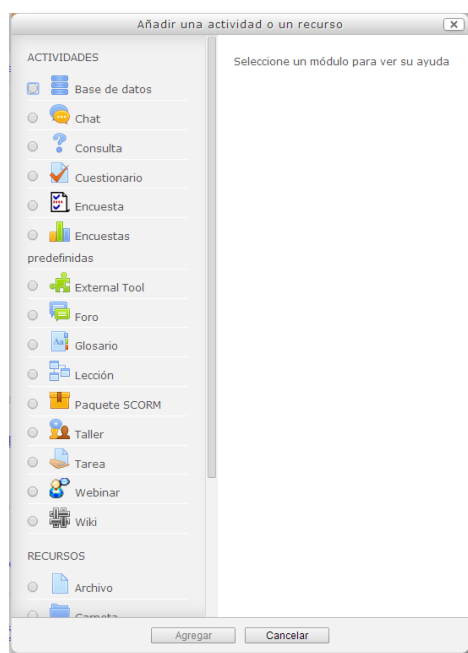 Añadir una actividad o un recurso
ACTIVIDADES
Seleccione un módulo para ver su ayuda
Base de datos
Chat
Consulta
Cuestionario
Encuesta
Encuestas
predefinidas
External Tool
Foro
Glosario
Lección
Paquete SCORM
Taller
Tarea
Webinar
Wiki
RECURSOS
Archivo
Carpeta
Agregar
Cancelar